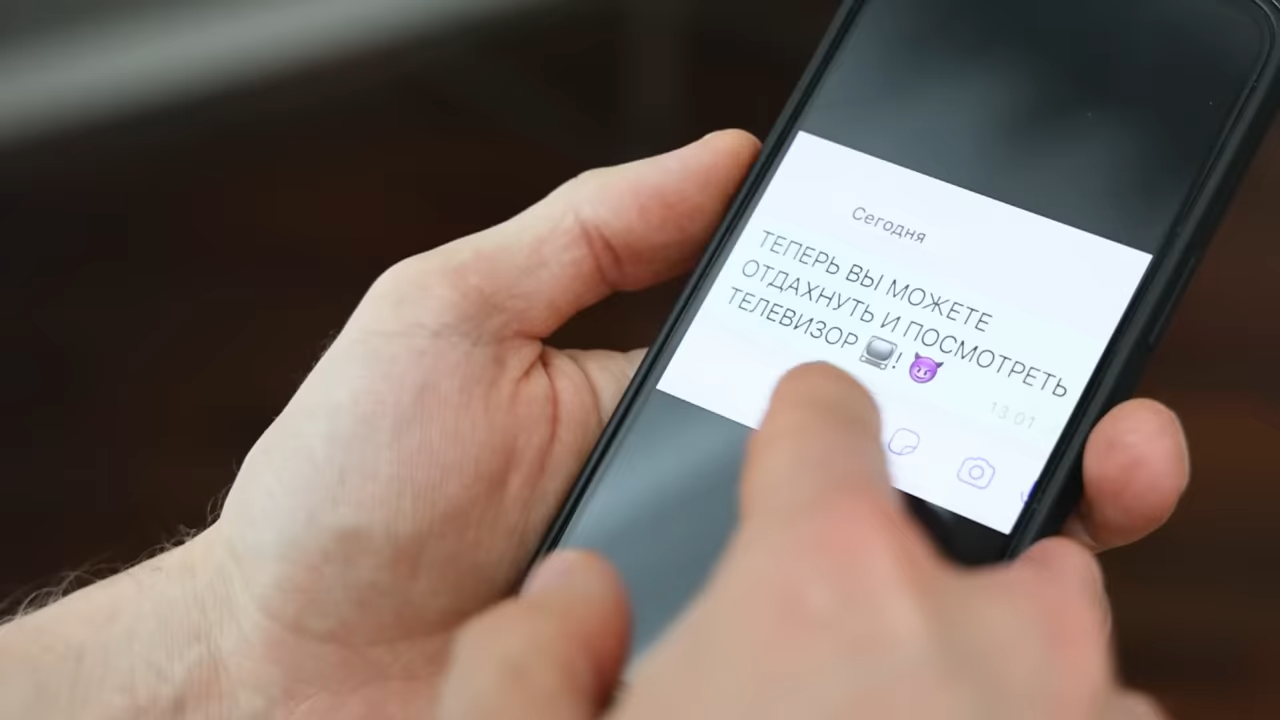 Сегодня
ТЕПЕРЬ ВЫ МОЖЕТЕ
ОТДАХНУТЬ И ПОСМОТРЕТЬ
ТЕЛЕВИЗОР 📺! 😈
13:01